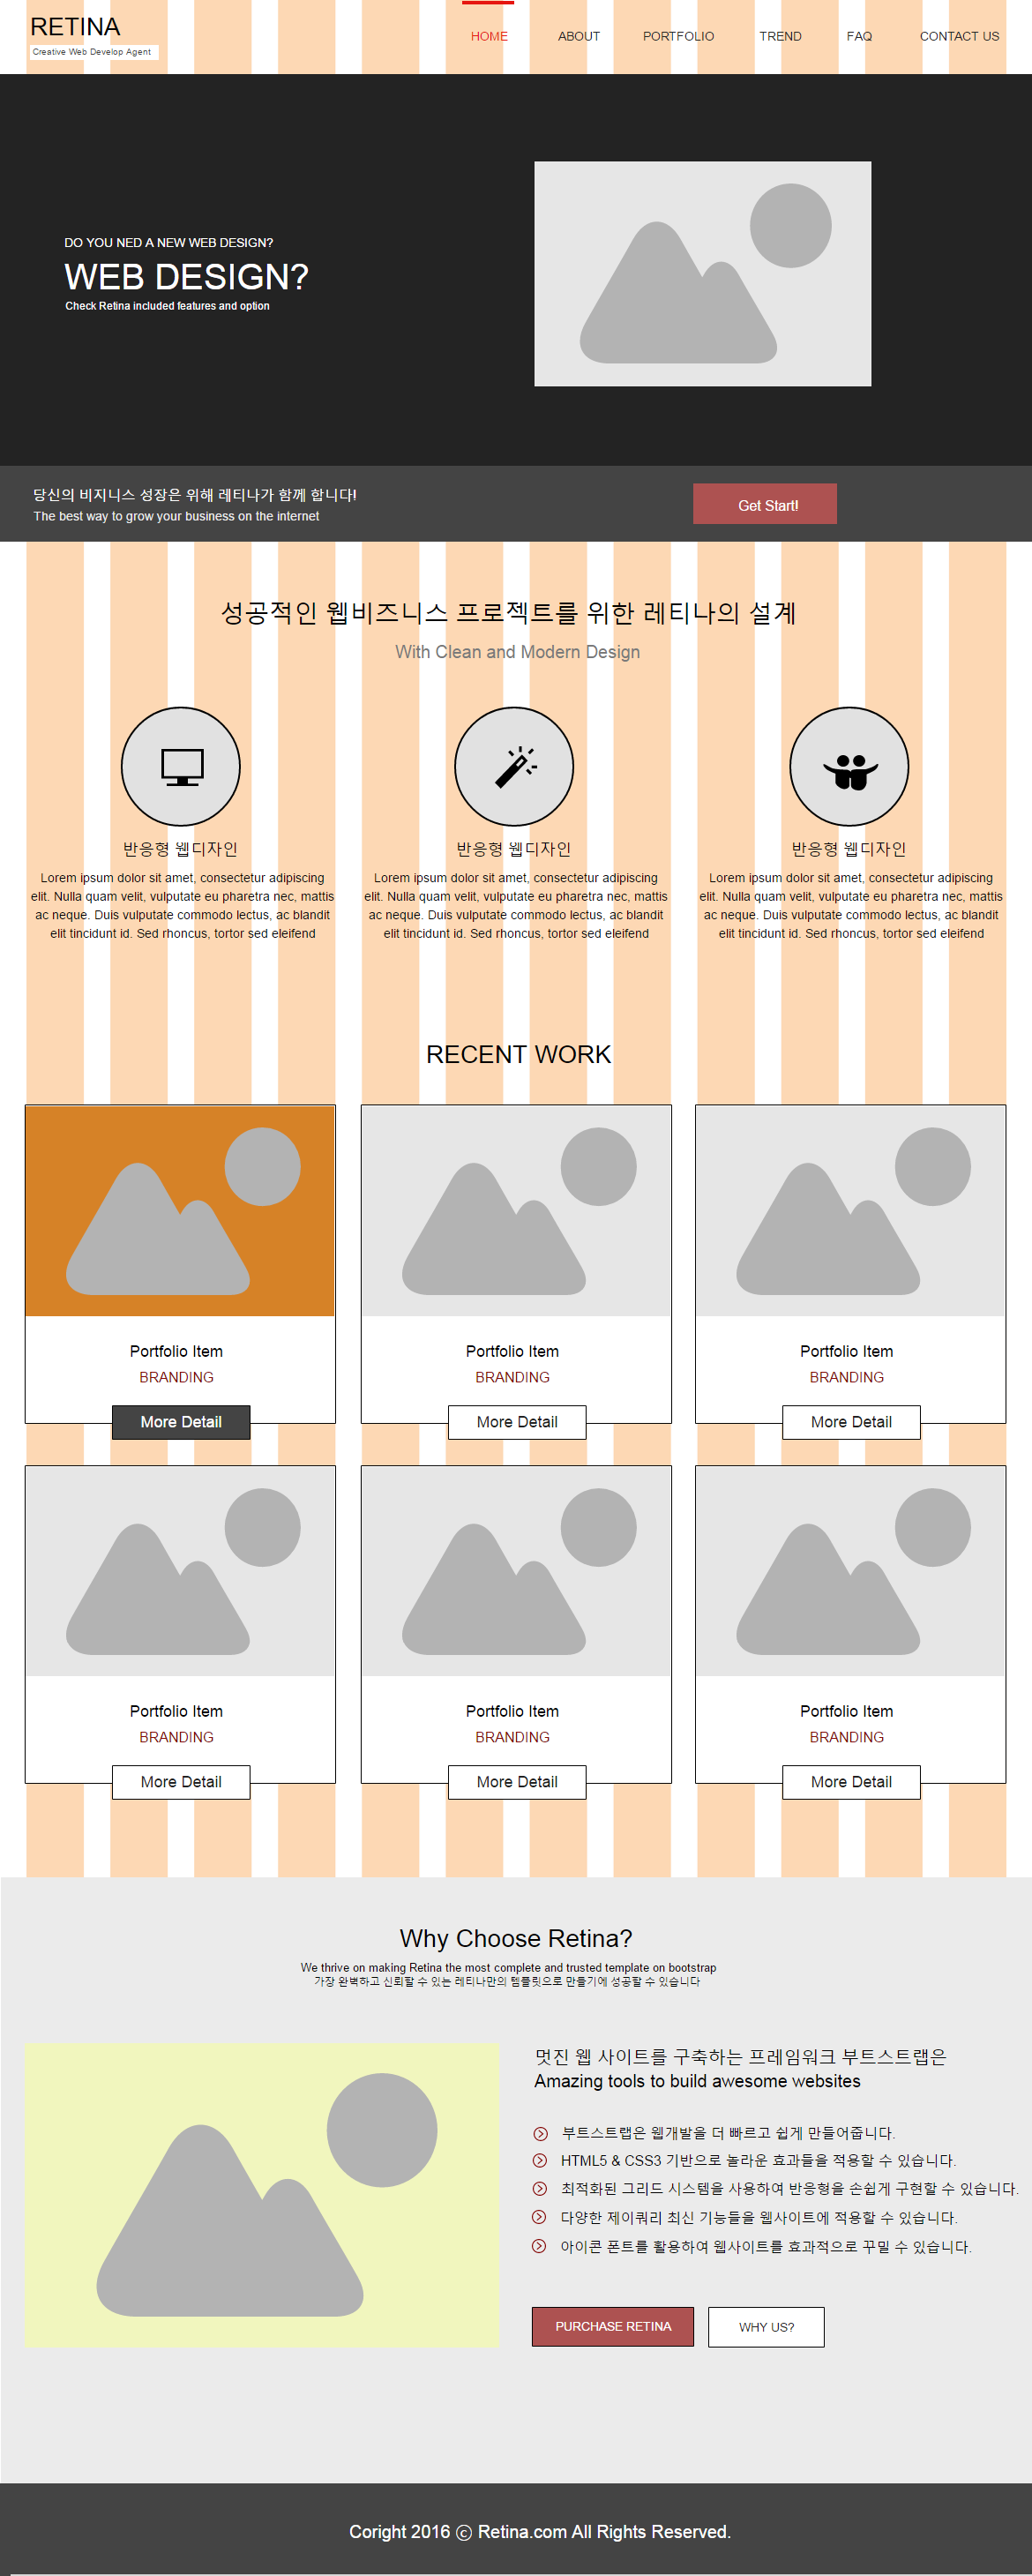 RETINA
Creative Web Develop Agent
HOME ABOUT PORTFOLIO TREND FAQ CONTACT US
DO YOU NED A NEW WEB DESIGN?
WEB DESIGN?
Check Retina included features and option
당신의 비지니스 성장은 위해 레티나가 함께 합니다!
The best way to grow your business on the internet
Get Start!
성공적인 웹비즈니스 프로젝트를 위한 레티나의 설계
With Clean and Modern Design
반응형 웹디자인
Lorem ipsum dolor sit amet, consectetur adipiscing
elit. Nulla quam velit, vulputate eu pharetra nec, mattis
ac neque. Duis vulputate commodo lectus, ac blandit
elit tincidunt id. Sed rhoncus, tortor sed eleifend
반응형 웹디자인
Lorem ipsum dolor sit amet, consectetur adipiscing
elit. Nulla quam velit, vulputate eu pharetra nec, mattis
ac neque. Duis vulputate commodo lectus, ac blandit
elit tincidunt id. Sed rhoncus, tortor sed eleifend
반응형 웹디자인
Lorem ipsum dolor sit amet, consectetur adipiscing
elit. Nulla quam velit, vulputate eu pharetra nec, mattis
ac neque. Duis vulputate commodo lectus, ac blandit
elit tincidunt id. Sed rhoncus, tortor sed eleifend
RECENT WORK
Portfolio Item
BRANDING
More Detail
Portfolio Item
BRANDING
More Detail
Portfolio Item
BRANDING
More Detail
Portfolio Item
BRANDING
More Detail
Portfolio Item
BRANDING
More Detail
Portfolio Item
BRANDING
More Detail
Why Choose Retina?
We thrive on making Retina the most complete and trusted template on bootstrap
가장 완벽하고 신뢰할 수 있는 레티나만의 템플릿으로 만들기에 성공할 수 있습니다
멋진 웹 사이트를 구축하는 프레임워크 부트스트랩은
Amazing tools to build awesome websites
부트스트랩은 웹개발을 더 빠르고 쉽게 만들어줍니다.
HTML5 & CSS3 기반으로 놀라운 효과들을 적용할 수 있습니다.
최적화된 그리드 시스템을 사용하여 반응형을 손쉽게 구현할 수 있습니다.
다양한 제이쿼리 최신 기능들을 웹사이트에 적용할 수 있습니다.
아이콘 폰트를 활용하여 웹사이트를 효과적으로 꾸밀 수 있습니다.
PURCHASE RETINA
WHY US?
Coright 2016 ⓒ Retina.com All Rights Reserved.